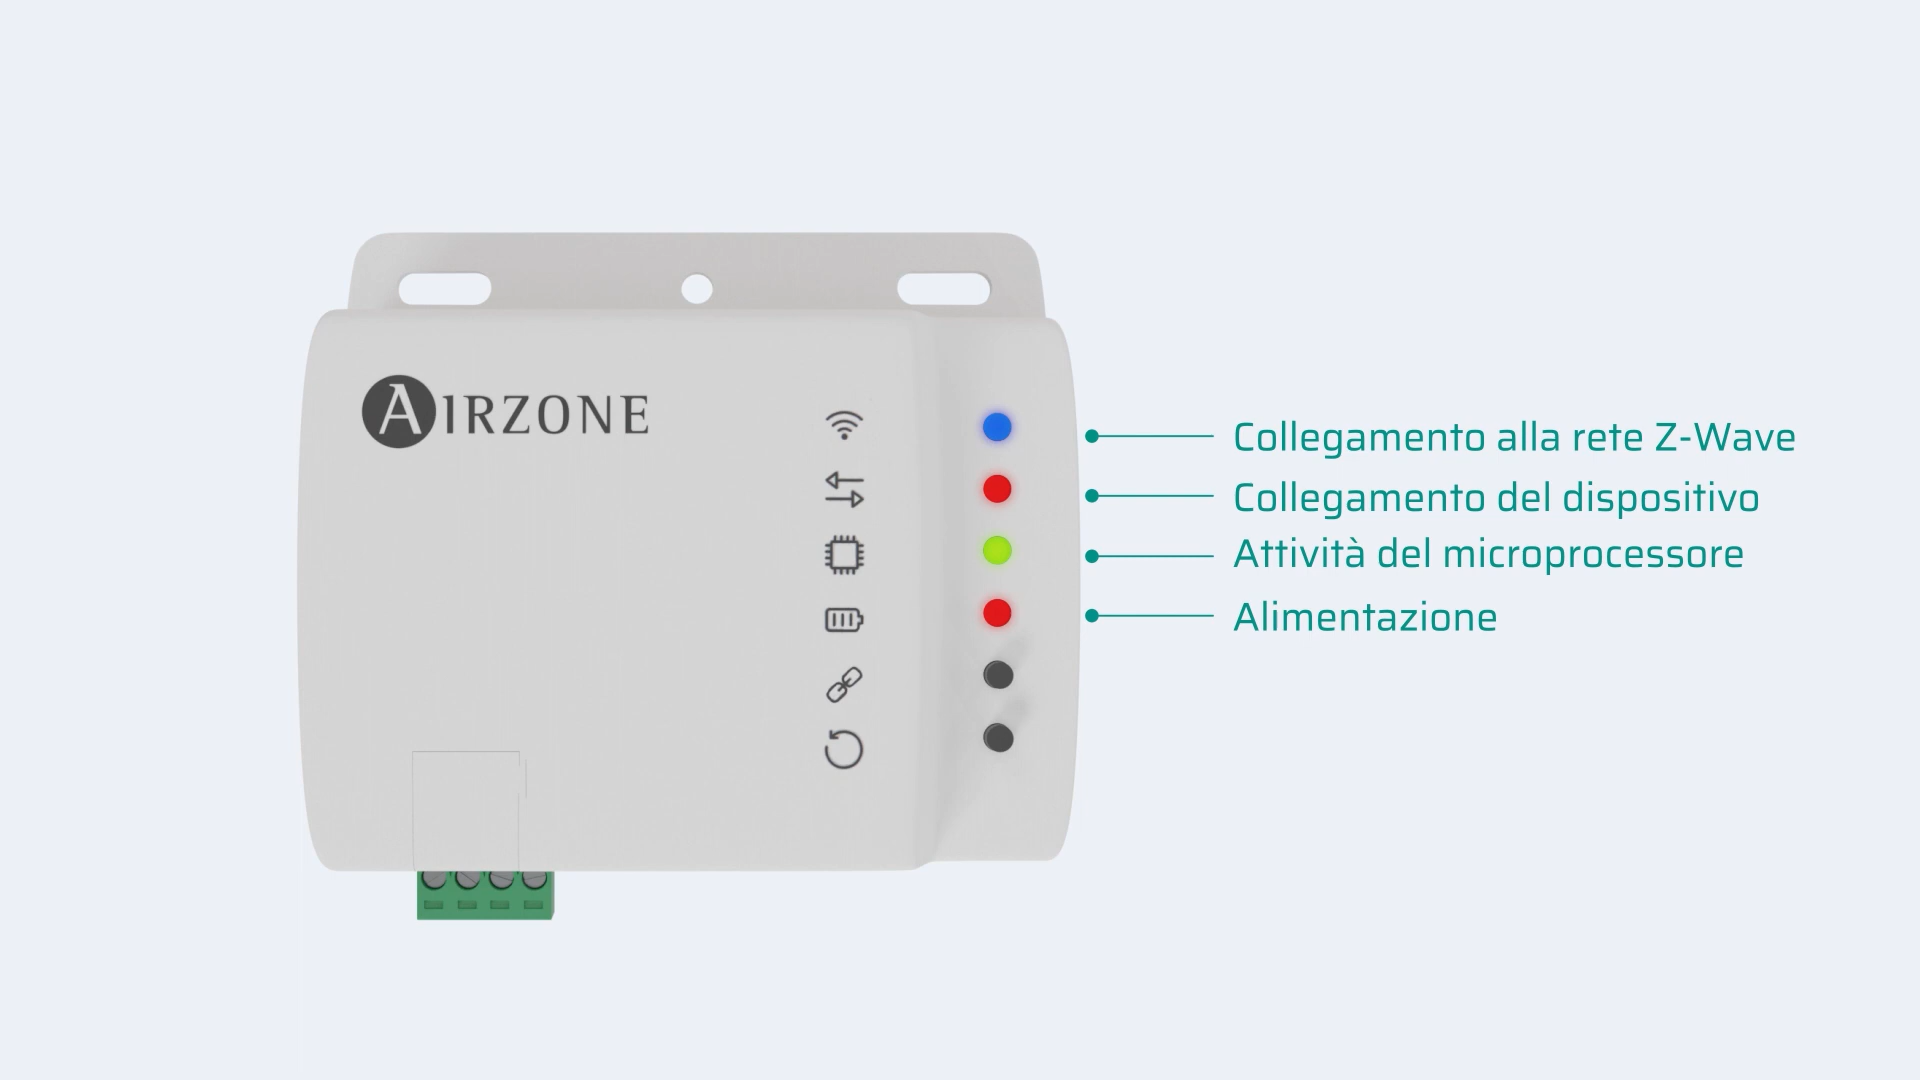 AIRZONE
Collegamento alla rete Z-Wave
Collegamento del dispositivo
Attività del microprocessore
Alimentazione